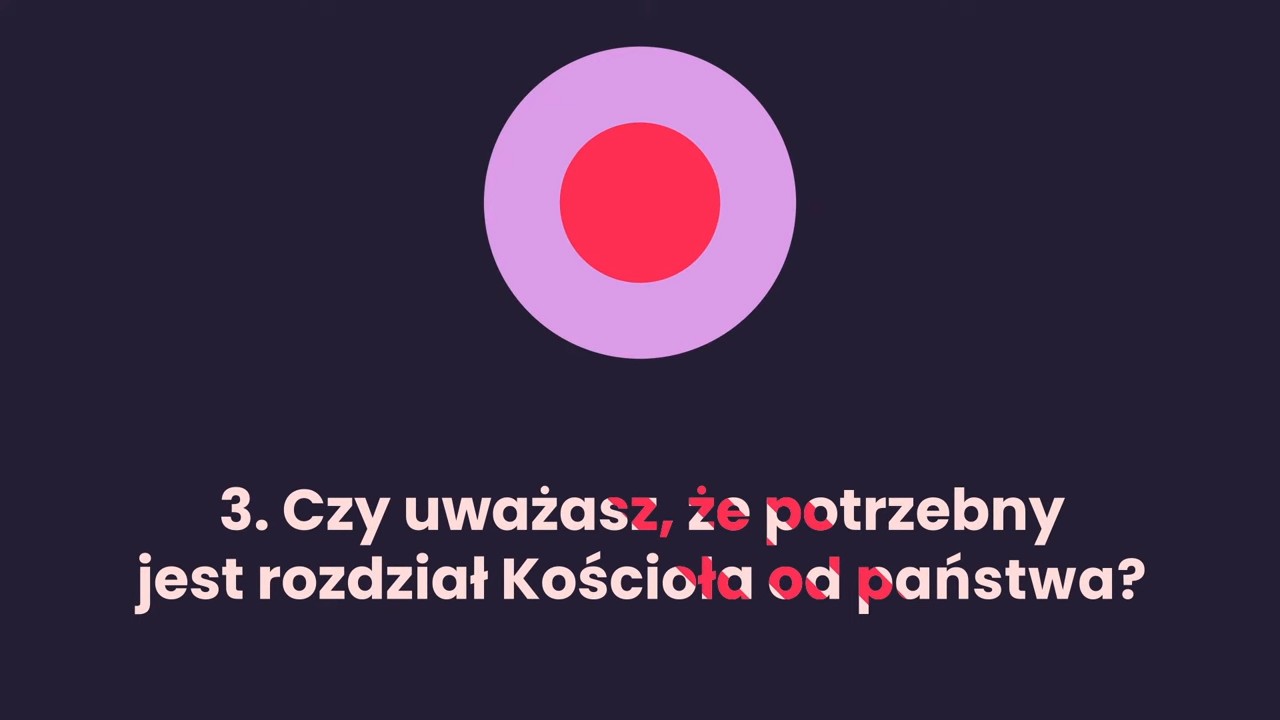 3. Czy uważasz, że potrzebny
jest rozdział Kościoła od państwa?